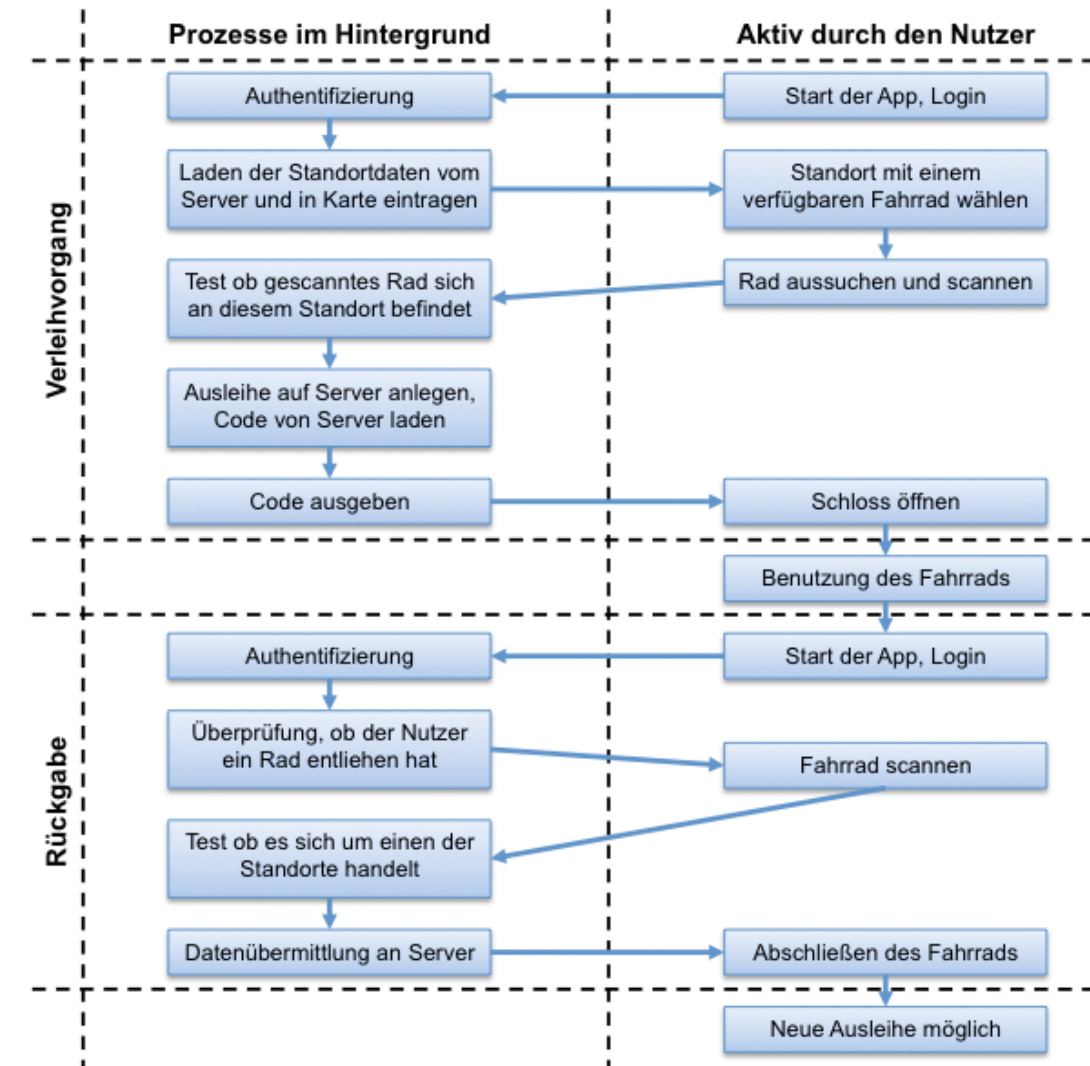 Prozesse im Hintergrund
Aktiv durch den Nutzer
Verleihvorgang
Authentifizierung
Start der App, Login
Laden der Standortdaten vom
Server und in Karte eintragen
Standort mit einem
verfügbaren Fahrrad wählen
Rad aussuchen und scannen
Test ob gescanntes Rad sich
an diesem Standort befindet
Ausleihe auf Server anlegen,
Code von Server laden
Code ausgeben
Schloss öffnen
Benutzung des Fahrrads
Rückgabe
Start der App, Login
Authentifizierung
Überprüfung, ob der Nutzer
ein Rad entliehen hat
Fahrrad scannen
Test ob es sich um einen der
Standorte handelt
Datenübermittlung an Server
Abschließen des Fahrrads
Neue Ausleihe möglich